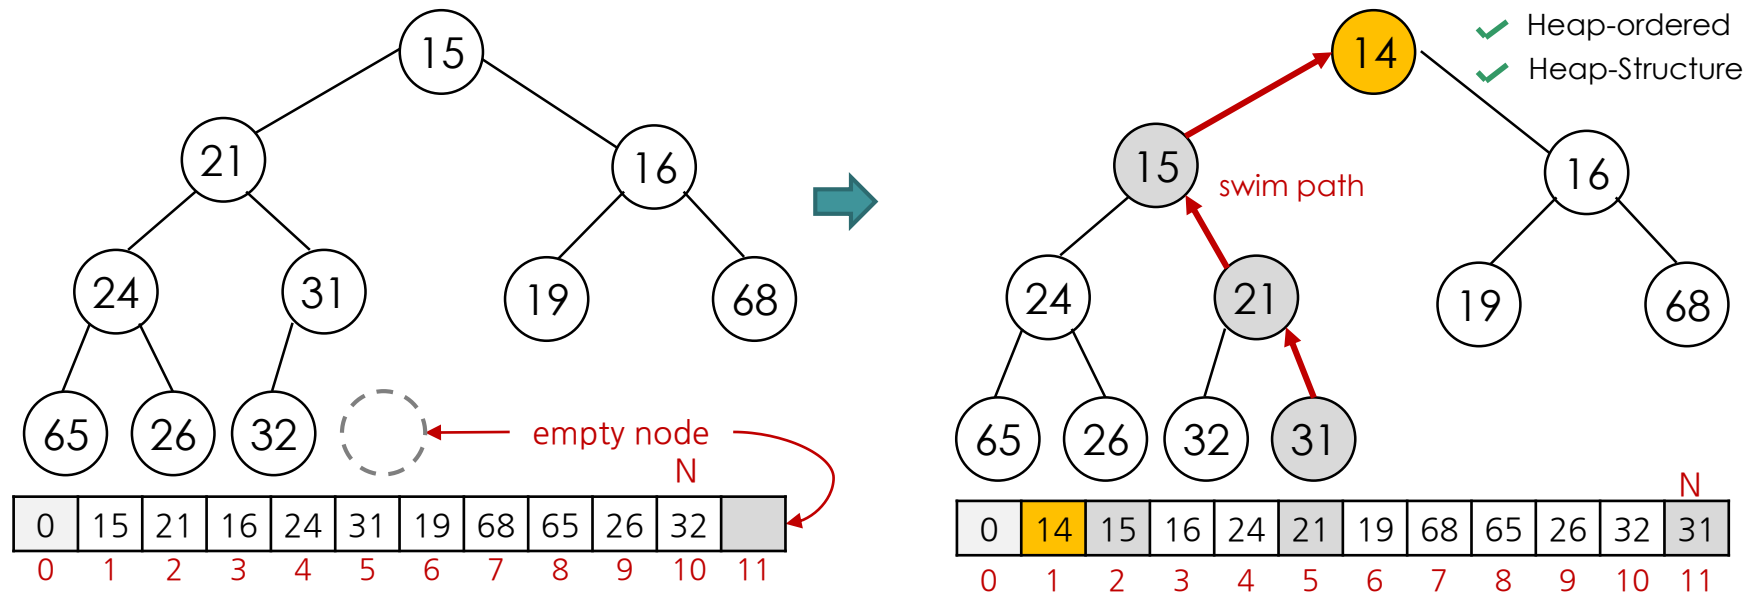 15
21
16
24
31
19
68
65
26
32
empty node
N
0 15 21 16 24 31 19 68 65 26 32
0 1 2 3 4 5 6 7 8 9 10 11
14
Heap-ordered
Heap-Structure
15
swim path
16
24
21
19
68
65
26
32
31
N
0 14 15 16 24 21 19 68 65 26 32 31
0 1 2 3 4 5 6 7 8 9 10 11